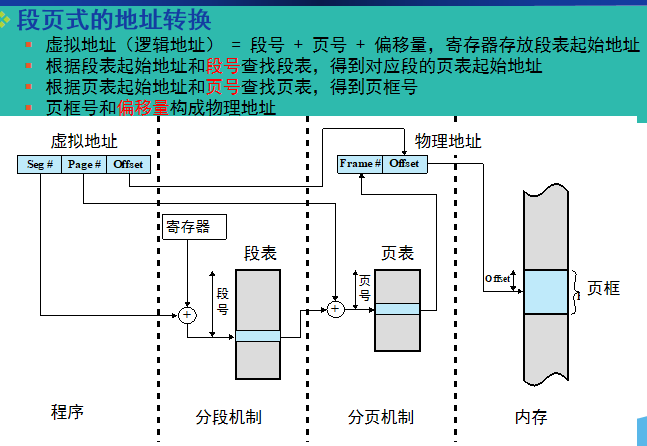 段页式的地址转换
虚拟地址（逻辑地址） = 段号 + 页号 + 偏移量，寄存器存放段表起始地址
根据段表起始地址和段号查找段表，得到对应段的页表起始地址
根据页表起始地址和页号查找页表，得到页框号
页框号和偏移量构成物理地址
虚拟地址
物理地址
Seg # Page # Offset
Frame # Offset
寄存器
段表
页表
段号
页号
+
+
Offset
页框
程序
分段机制
分页机制
内存